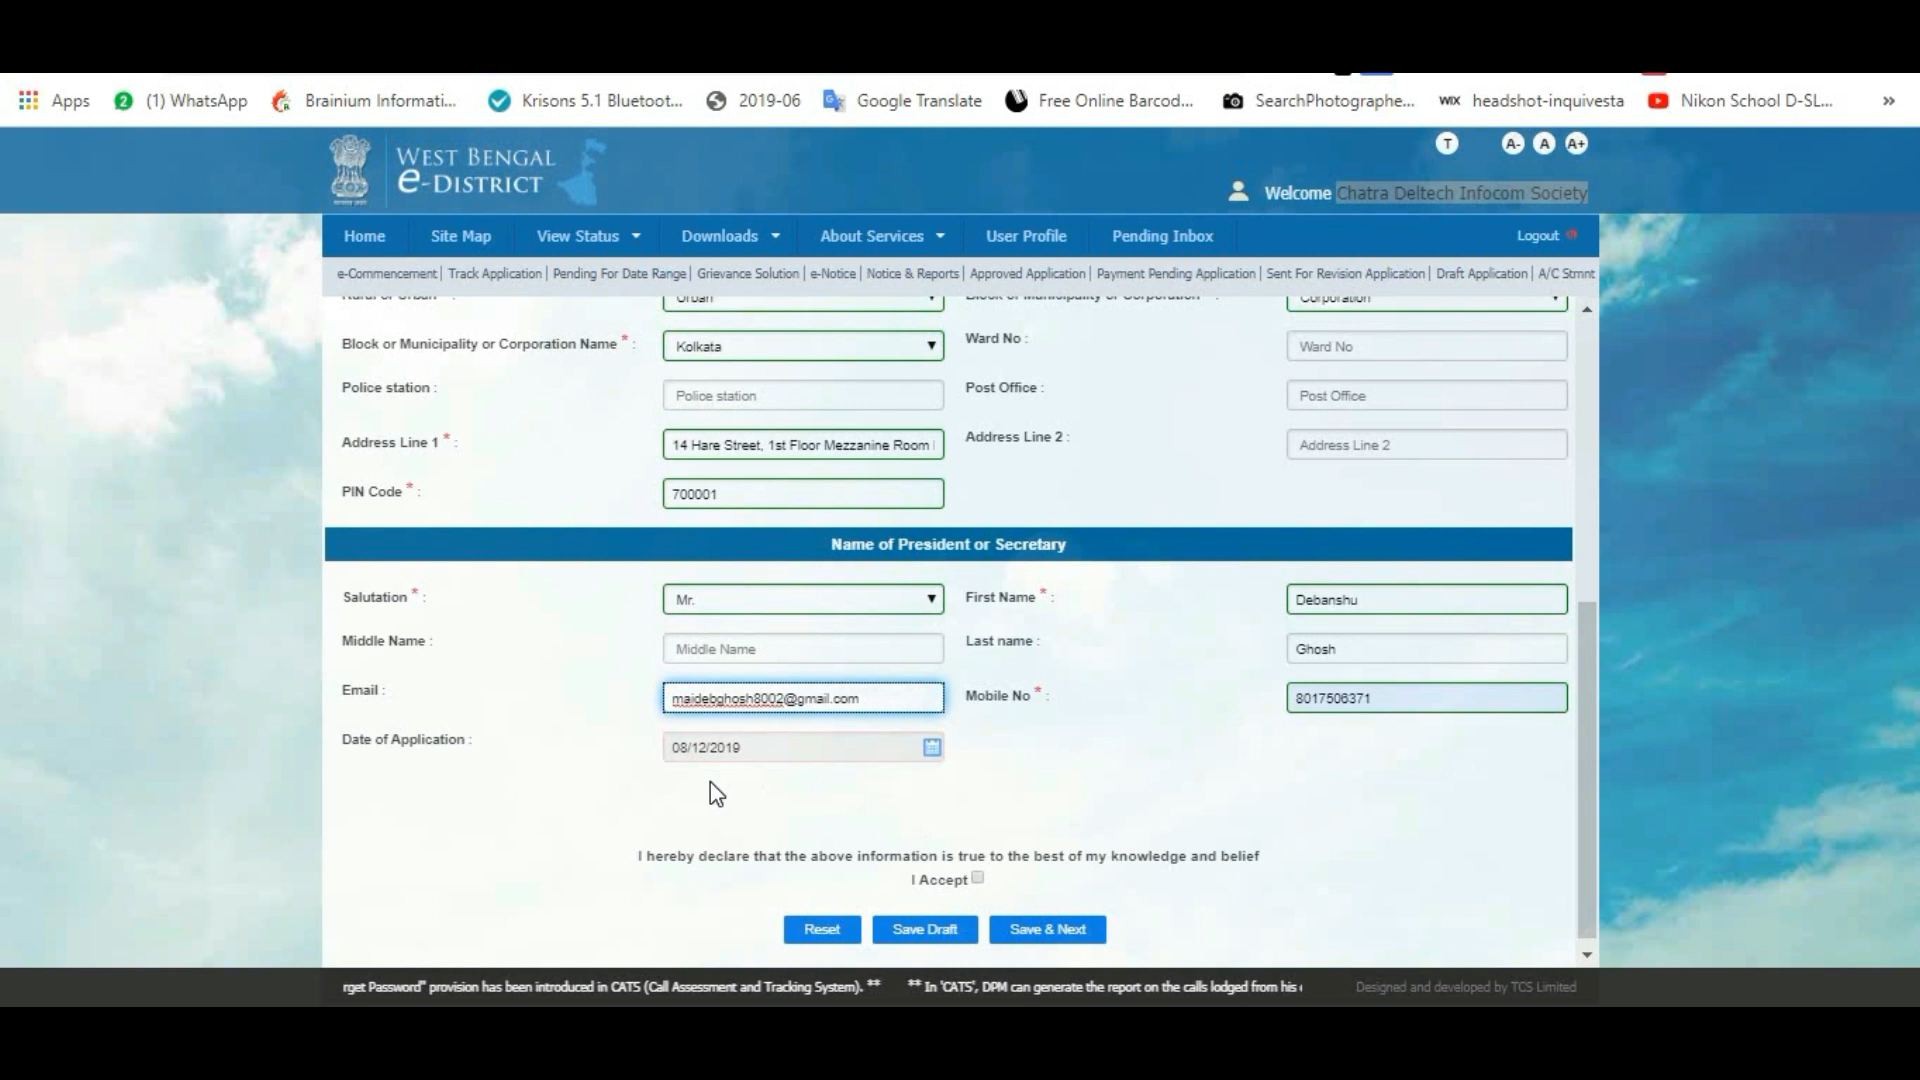 Apps (1) WhatsApp Brainium Informati... Krisons 5.1 Bluetoot... 2019-06 Google Translate Free Online Barcod... SearchPhotographe... WIX headshot-inquivesta Nikon School D-SL... »
T A- A A+
WEST BENGAL
e-DISTRICT
Welcome Chatra Deltech Infocom Society
Home Site Map View Status Downloads About Services User Profile Pending Inbox Logout
e-Commencement| Track Application| Pending For Date Range| Grievance Solution| e-Notice| Notice & Reports| Approved Application| Payment Pending Application| Sent For Revision Application| Draft Application| A/C Stmnt
Rural or Urban : Urban Block or Municipality or Corporation : Corporation
Block or Municipality or Corporation Name * : Kolkata Ward No : Ward No
Police station : Police station Post Office : Post Office
Address Line 1 * : 14 Hare Street, 1st Floor Mezzanine Room Address Line 2 : Address Line 2
PIN Code * : 700001
Name of President or Secretary
Salutation * : Mr. First Name * : Debanshu
Middle Name : Middle Name Last name : Ghosh
Email : maidebghosh8002@gmail.com Mobile No * : 8017506371
Date of Application : 08/12/2019
I hereby declare that the above information is true to the best of my knowledge and belief
I Accept
Reset Save Draft Save & Next
rget Password" provision has been introduced in CATS (Call Assessment and Tracking System). ** ** In 'CATS', DPM can generate the report on the calls lodged from his Designed and developed by TCS Limited